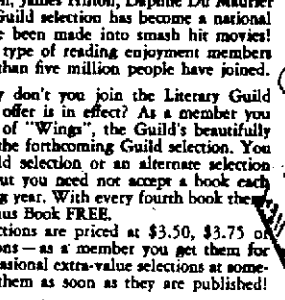 James Hilton, Daphne Du Maurier
Guild selection has become a national
e been made into smash hit movies!
type of reading enjoyment members
than five million people have joined.
y don't you join the Literary Guild
offer is in effect? As a member you
of "Wings", the Guild's beautifully
the forthcoming Guild selection. You
ld selection or an alternate selection
ut you need not accept a book each
g year. With every fourth book
us Book FREE.
ctions are priced at $3.50, $3.75 or
ons — as a member you get them for
asional extra-value selections at some-
them as soon as they are published!